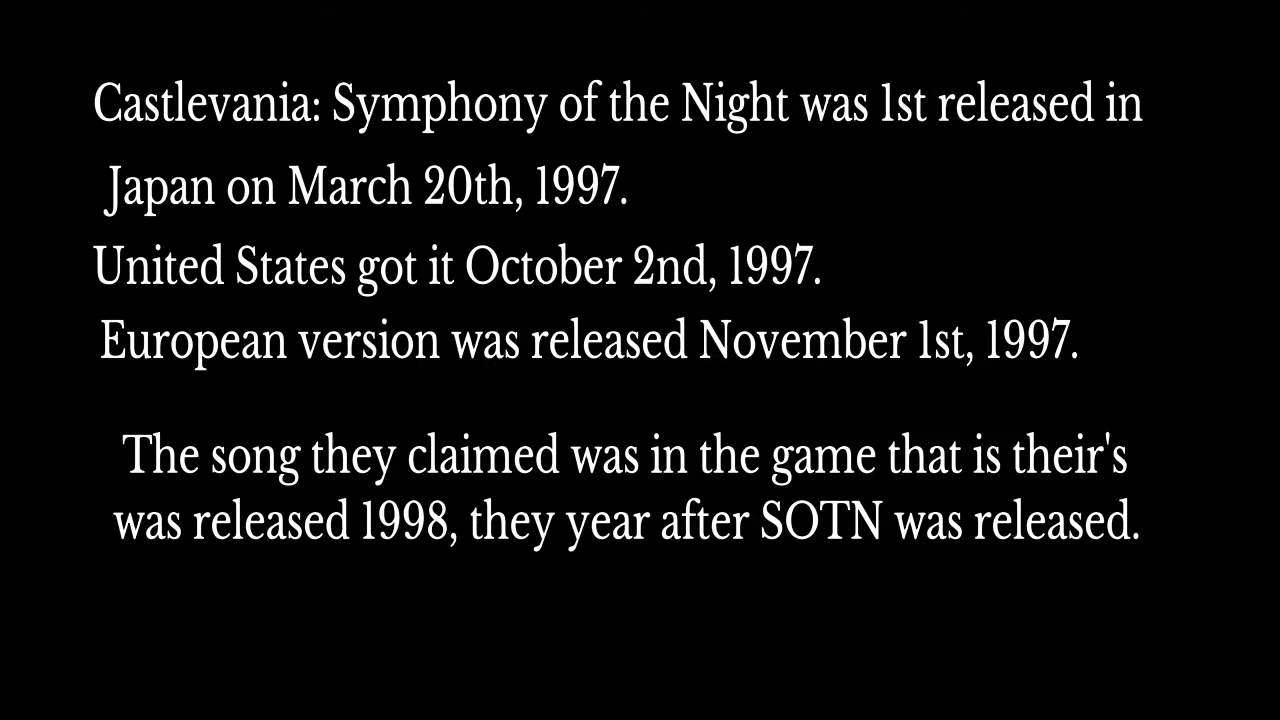 Castlevania: Symphony of the Night was 1st released in
Japan on March 20th, 1997.
United States got it October 2nd, 1997.
European version was released November 1st, 1997.
The song they claimed was in the game that is their's
was released 1998, they year after SOTN was released.